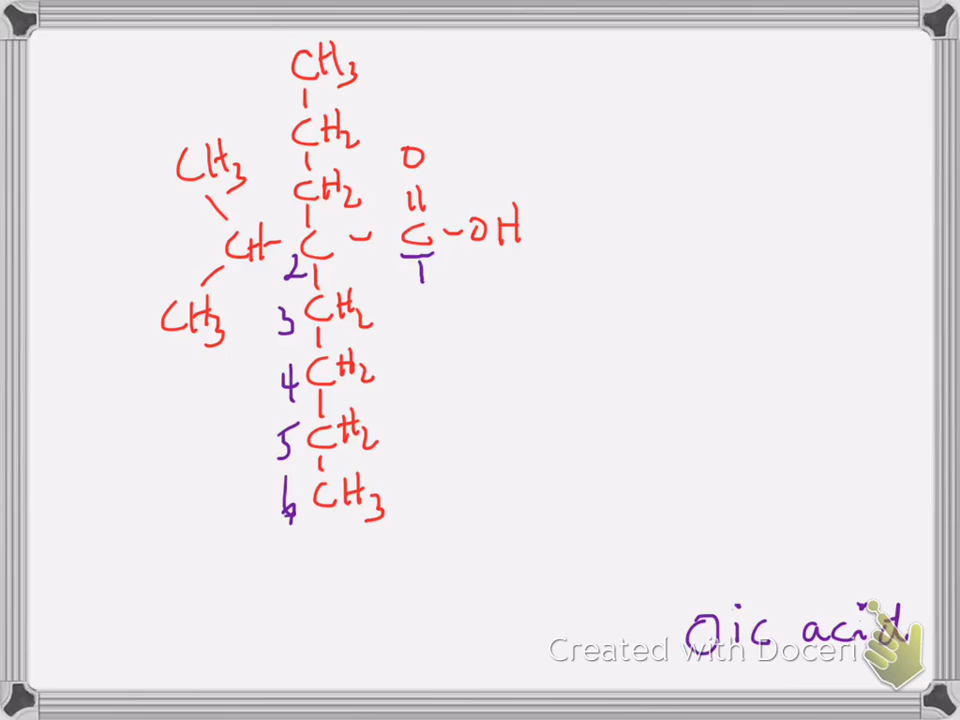 CH3
CH2
CH3 CH2 O
CH - C - C - OH
2 1
CH3 3 CH2
4 CH2
5 CH2
6 CH3
oic acid
Created with Doceri